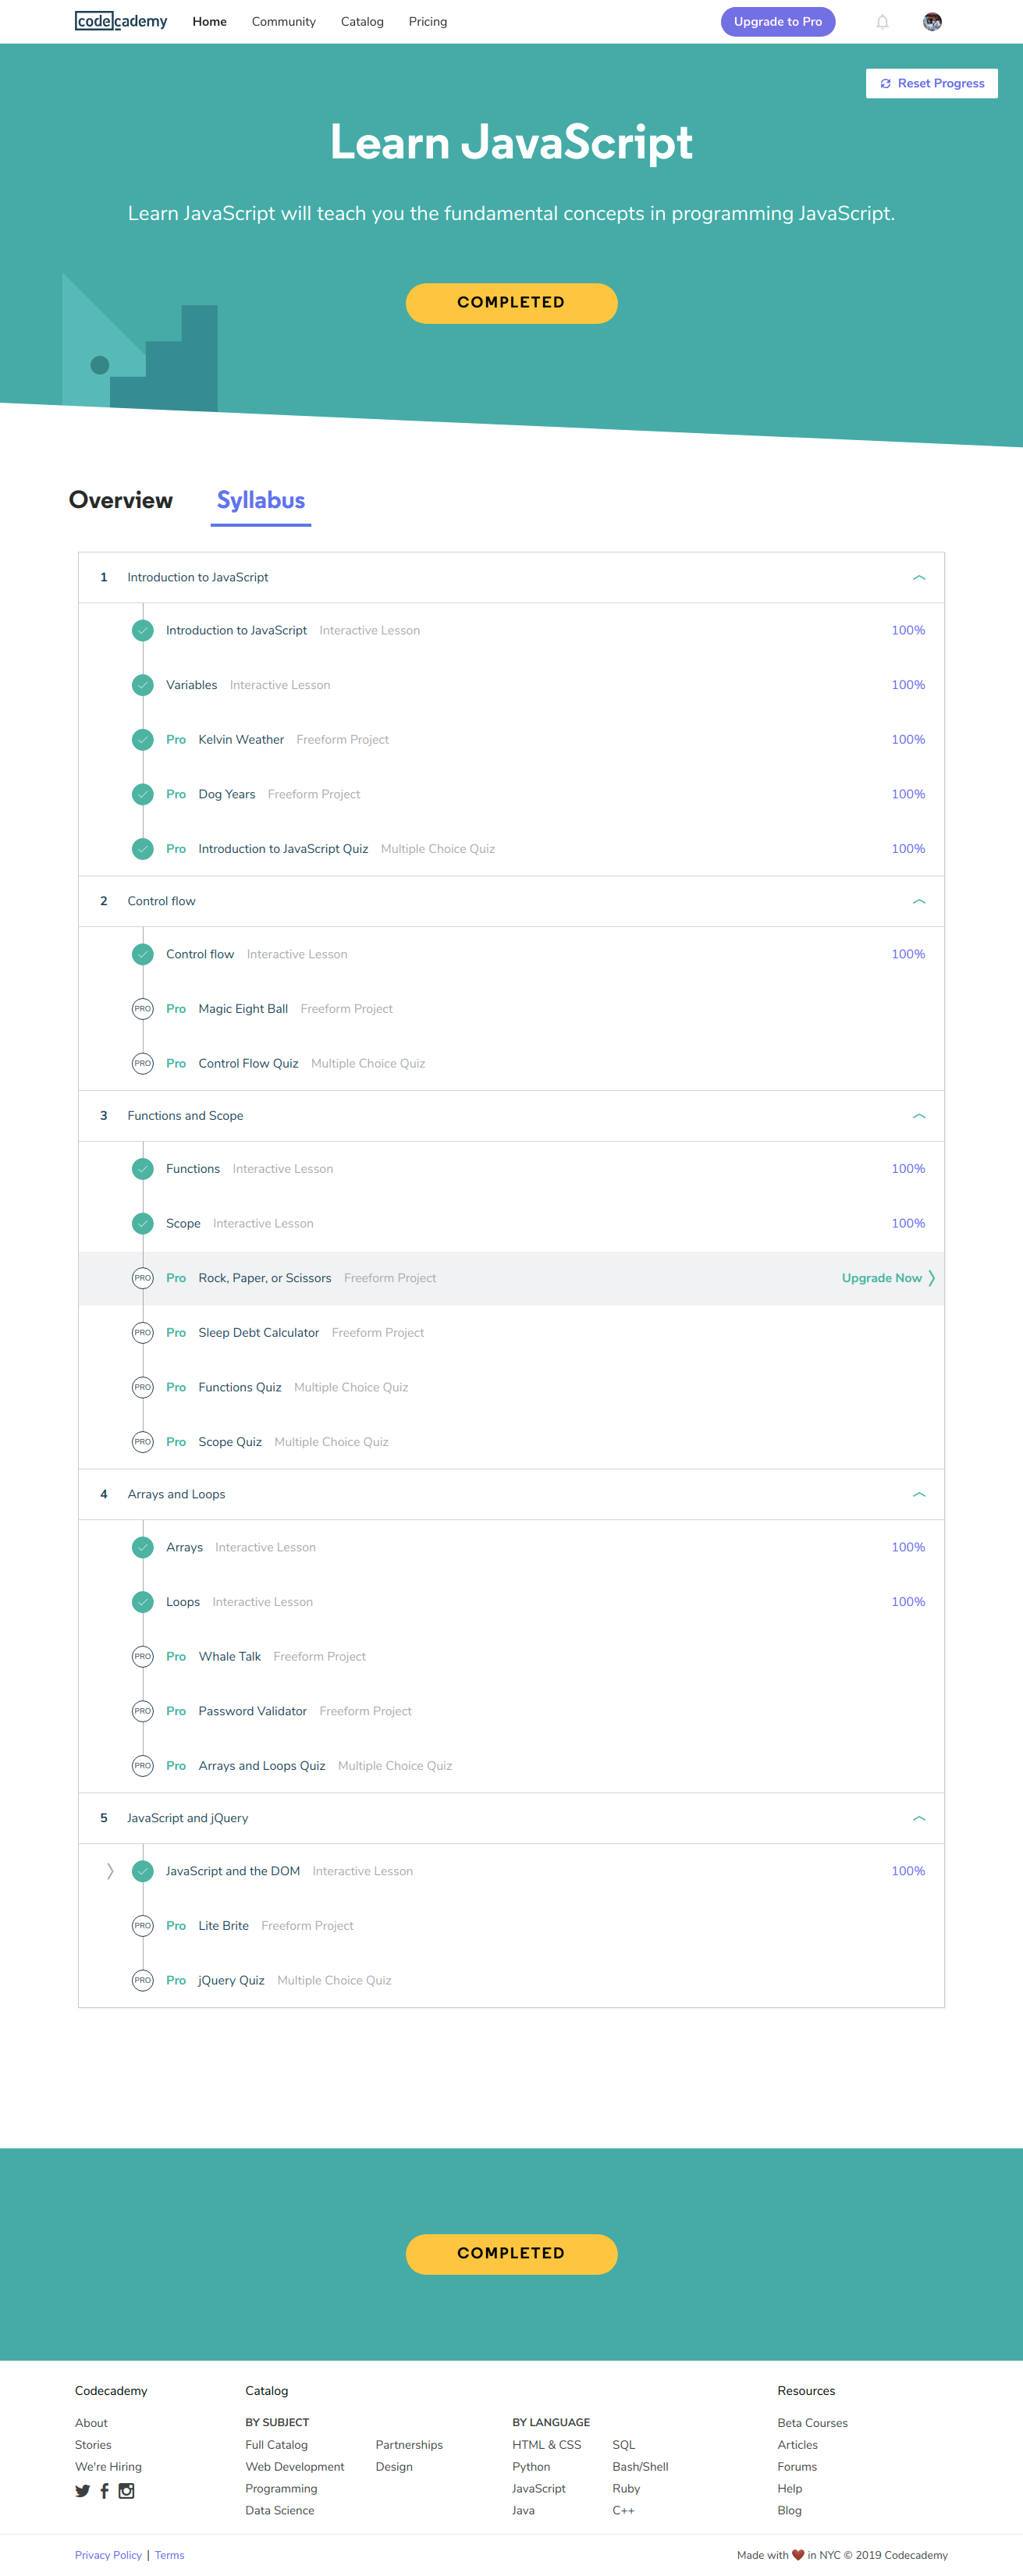 codecademy Home Community Catalog Pricing Upgrade to Pro
Reset Progress
Learn JavaScript
Learn JavaScript will teach you the fundamental concepts in programming JavaScript.
COMPLETED
Overview Syllabus
1 Introduction to JavaScript
Introduction to JavaScript Interactive Lesson 100%
Variables Interactive Lesson 100%
Pro Kelvin Weather Freeform Project 100%
Pro Dog Years Freeform Project 100%
Pro Introduction to JavaScript Quiz Multiple Choice Quiz 100%
2 Control flow
Control flow Interactive Lesson 100%
PRO Pro Magic Eight Ball Freeform Project
PRO Pro Control Flow Quiz Multiple Choice Quiz
3 Functions and Scope
Functions Interactive Lesson 100%
Scope Interactive Lesson 100%
PRO Pro Rock, Paper, or Scissors Freeform Project Upgrade Now
PRO Pro Sleep Debt Calculator Freeform Project
PRO Pro Functions Quiz Multiple Choice Quiz
PRO Pro Scope Quiz Multiple Choice Quiz
4 Arrays and Loops
Arrays Interactive Lesson 100%
Loops Interactive Lesson 100%
PRO Pro Whale Talk Freeform Project
PRO Pro Password Validator Freeform Project
PRO Pro Arrays and Loops Quiz Multiple Choice Quiz
5 JavaScript and jQuery
JavaScript and the DOM Interactive Lesson 100%
PRO Pro Lite Brite Freeform Project
PRO Pro jQuery Quiz Multiple Choice Quiz
COMPLETED
Codecademy Catalog Resources
About BY SUBJECT BY LANGUAGE Beta Courses
Stories Full Catalog Partnerships HTML & CSS SQL Articles
We're Hiring Web Development Design Python Bash/Shell Forums
Programming JavaScript Ruby Help
Data Science Java C++ Blog
Privacy Policy | Terms Made with ❤️ in NYC © 2019 Codecademy